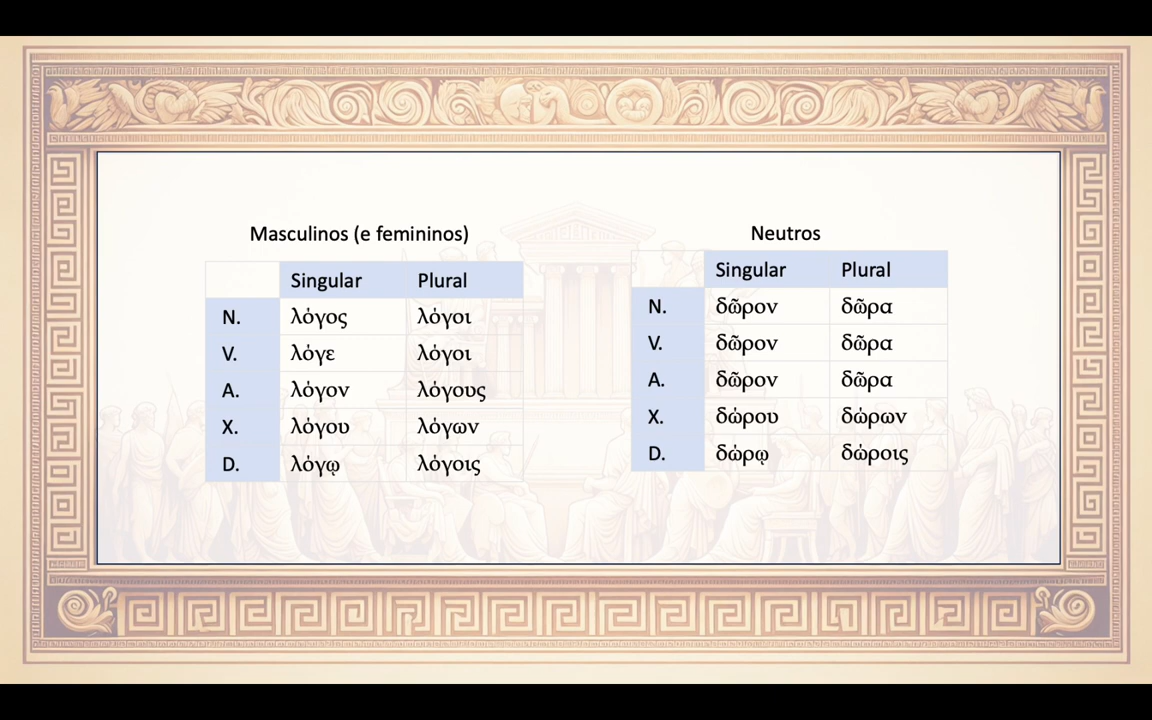 Masculinos (e femininos)
Singular Plural
N. λόγος λόγοι
V. λόγε λόγοι
A. λόγον λόγους
X. λόγου λόγων
D. λόγῳ λόγοις
Neutros
Singular Plural
N. δῶρον δῶρα
V. δῶρον δῶρα
A. δῶρον δῶρα
X. δώρου δώρων
D. δώρῳ δώροις